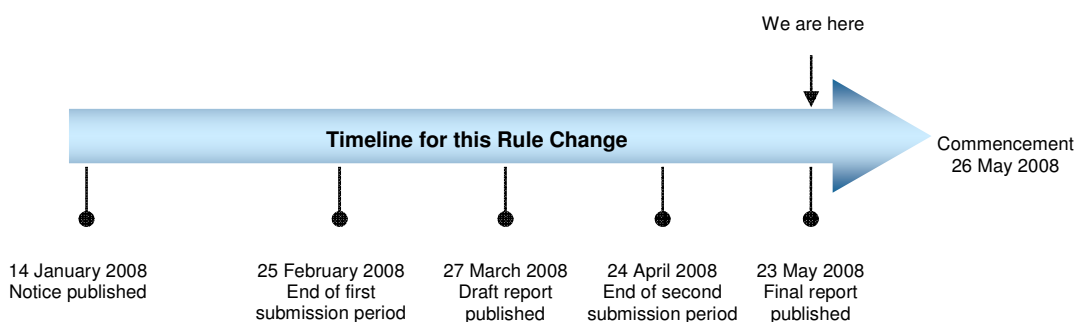 We are here
Timeline for this Rule Change
Commencement
26 May 2008
14 January 2008
Notice published
25 February 2008
End of first
submission period
27 March 2008
Draft report
published
24 April 2008
End of second
submission period
23 May 2008
Final report
published